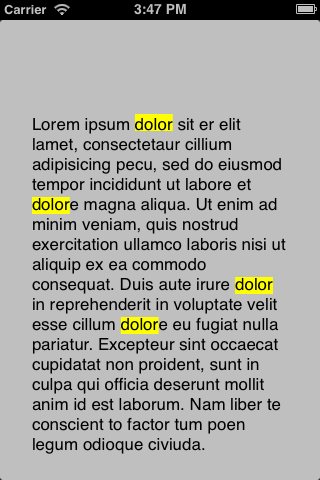 Carrier 3:47 PM
Lorem ipsum dolor sit er elit
lamet, consectetaur cillium
adipisicing pecu, sed do eiusmod
tempor incididunt ut labore et
dolore magna aliqua. Ut enim ad
minim veniam, quis nostrud
exercitation ullamco laboris nisi ut
aliquip ex ea commodo
consequat. Duis aute irure dolor
in reprehenderit in voluptate velit
esse cillum dolore eu fugiat nulla
pariatur. Excepteur sint occaecat
cupidatat non proident, sunt in
culpa qui officia deserunt mollit
anim id est laborum. Nam liber te
conscient to factor tum poen
legum odioque civiuda.